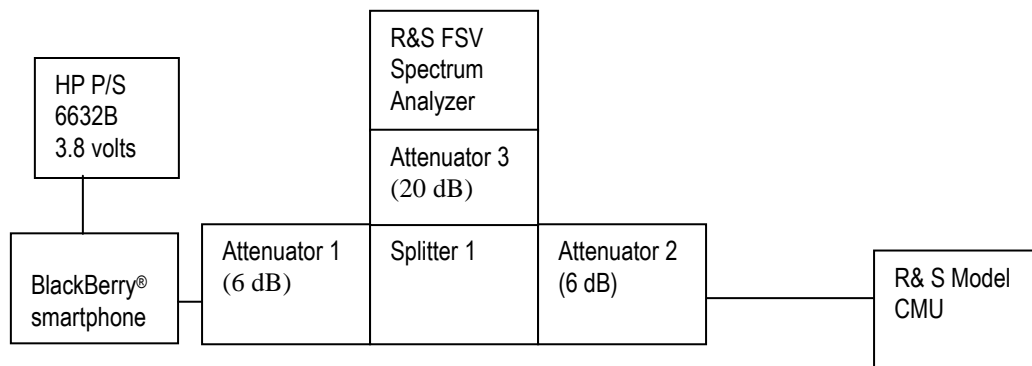 R&S FSV
Spectrum
Analyzer
HP P/S
6632B
3.8 volts
Attenuator 3
(20 dB)
BlackBerry®
smartphone
Attenuator 1
(6 dB)
Splitter 1
Attenuator 2
(6 dB)
R& S Model
CMU